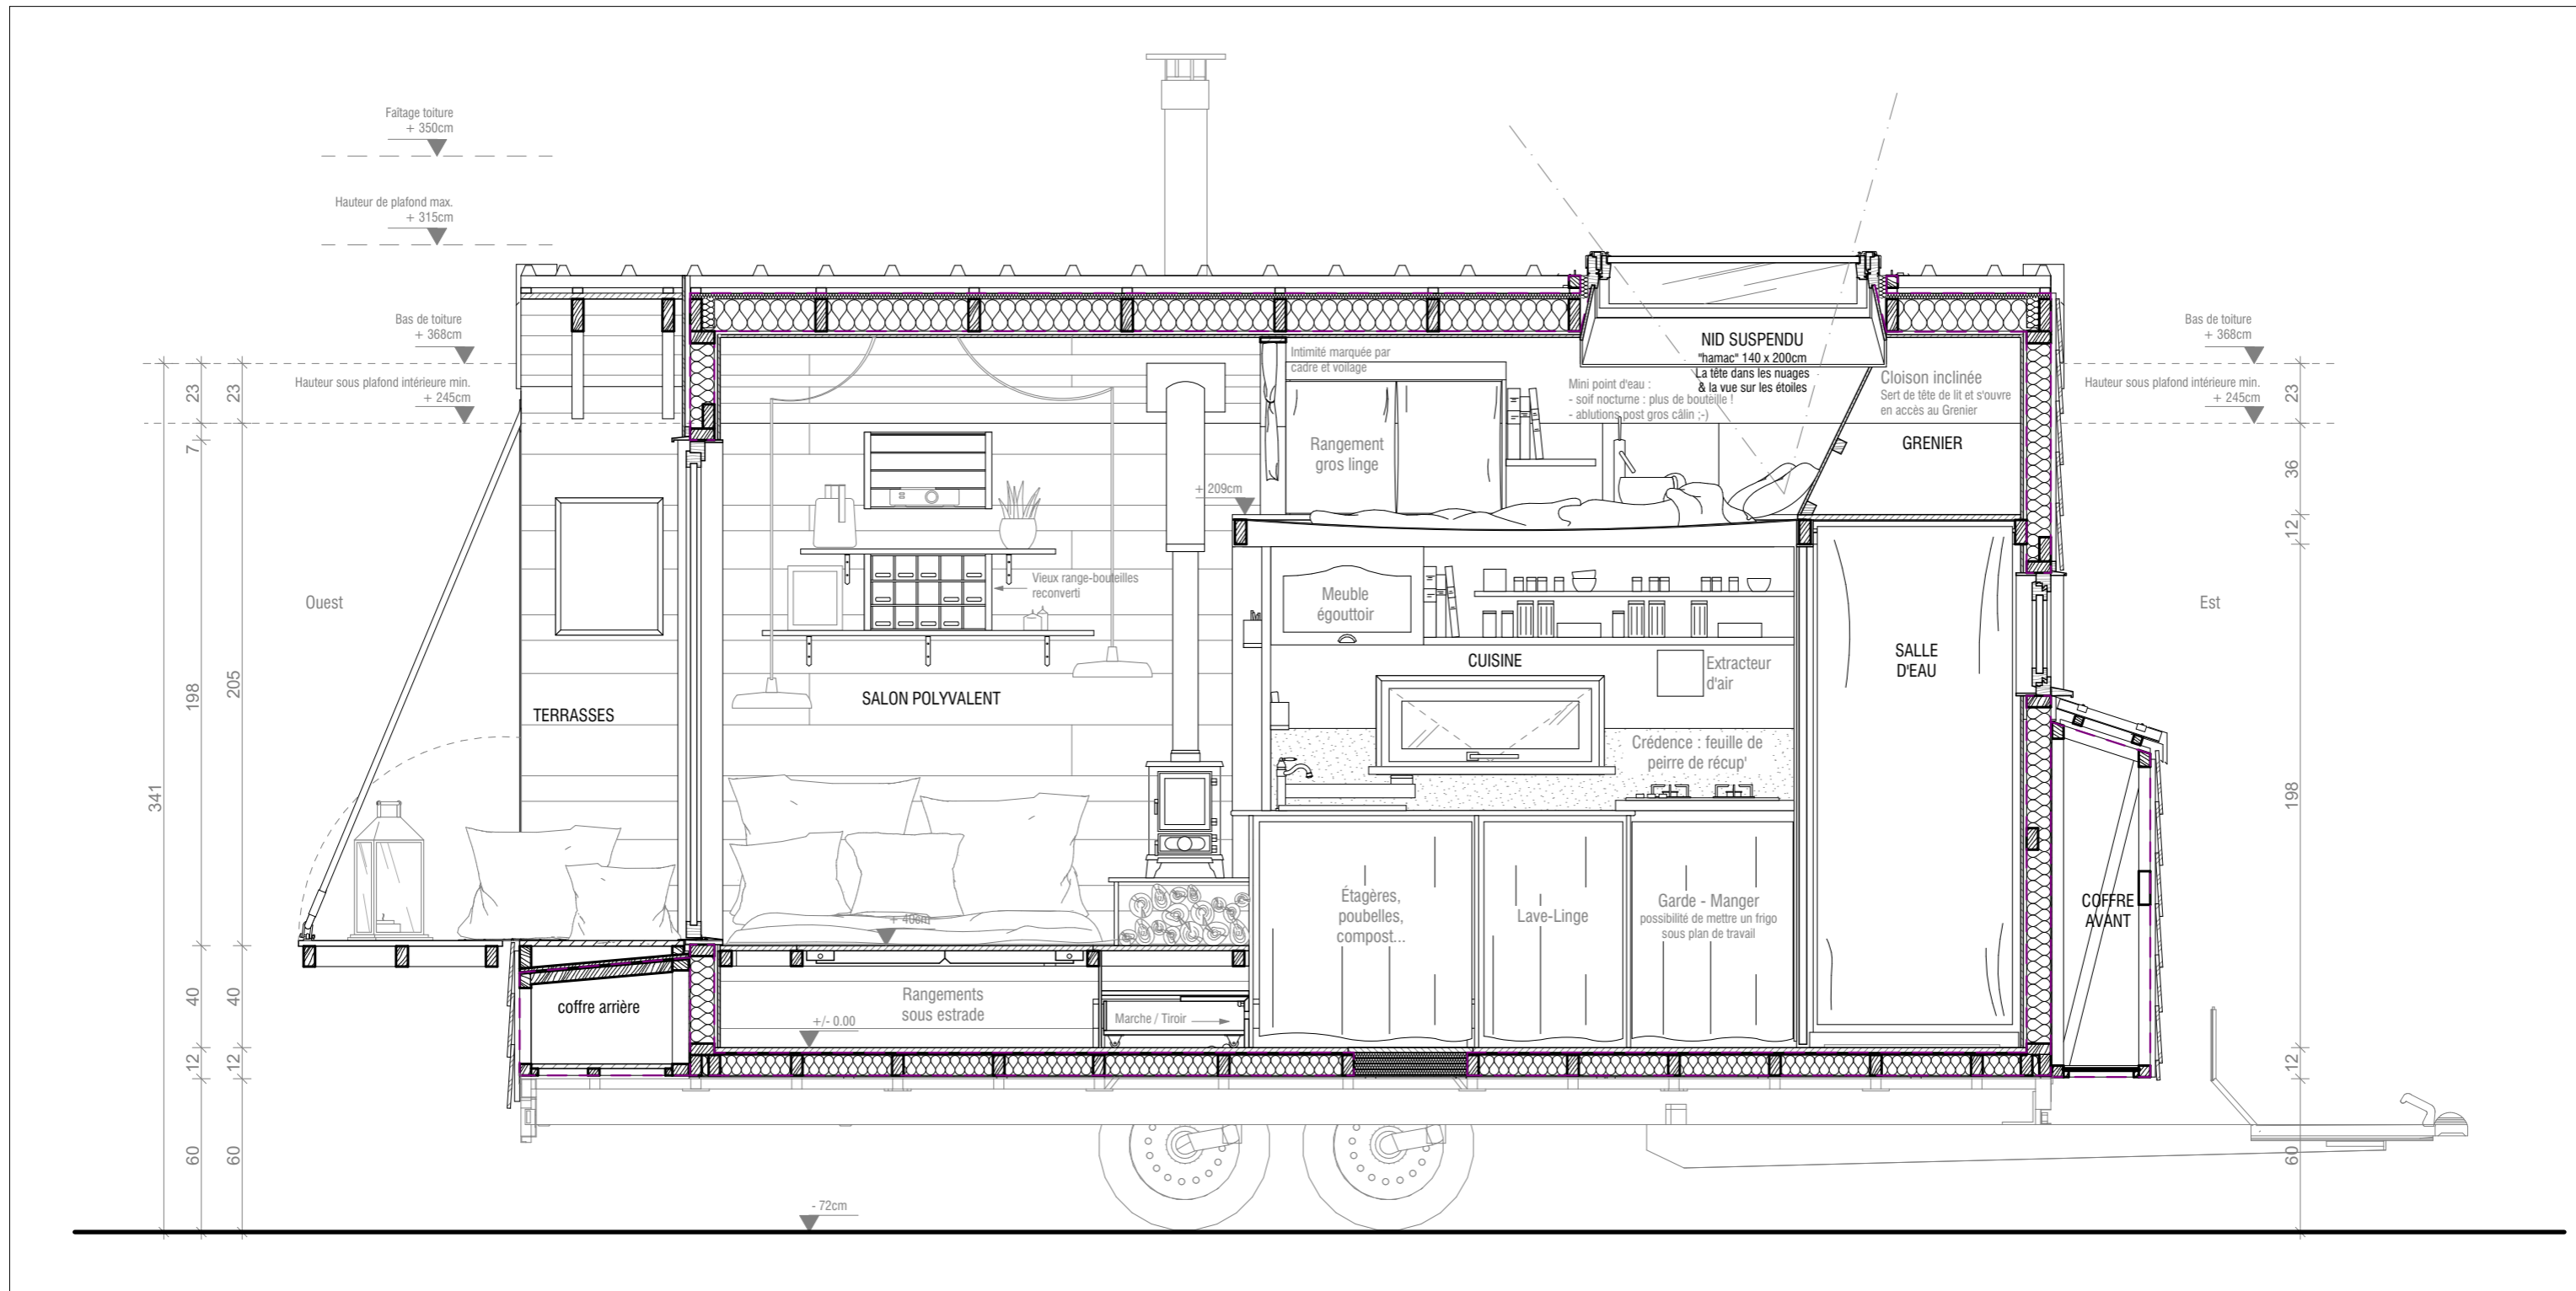 Faîtage toiture
+ 350cm
Hauteur de plafond max.
+ 315cm
Bas de toiture
+ 368cm
Hauteur sous plafond intérieure min.
+ 245cm
Bas de toiture
+ 368cm
Hauteur sous plafond intérieure min.
+ 245cm
NID SUSPENDU
"hamac" 140 x 200cm
La tête dans les nuages
& la vue sur les étoiles
Intimité marquée par
cadre et voilage
Mini point d'eau :
- soif nocturne : plus de bouteille !
- ablutions post gros câlin ;-)
Cloison inclinée
Sert de tête de lit et s'ouvre
en accès au Grenier
Rangement
gros linge
GRENIER
+ 209cm
Ouest
Est
Vieux range-bouteilles
reconverti
Meuble
égouttoir
CUISINE
Extracteur
d'air
SALLE
D'EAU
TERRASSES
SALON POLYVALENT
Crédence : feuille de
peirre de récup'
Étagères,
poubelles,
compost...
Lave-Linge
Garde - Manger
possibilité de mettre un frigo
sous plan de travail
COFFRE
AVANT
+ 40cm
coffre arrière
Rangements
sous estrade
Marche / Tiroir
+/- 0.00
- 72cm
341
23
7
198
40
12
60
23
205
40
12
60
23
36
12
198
12
60